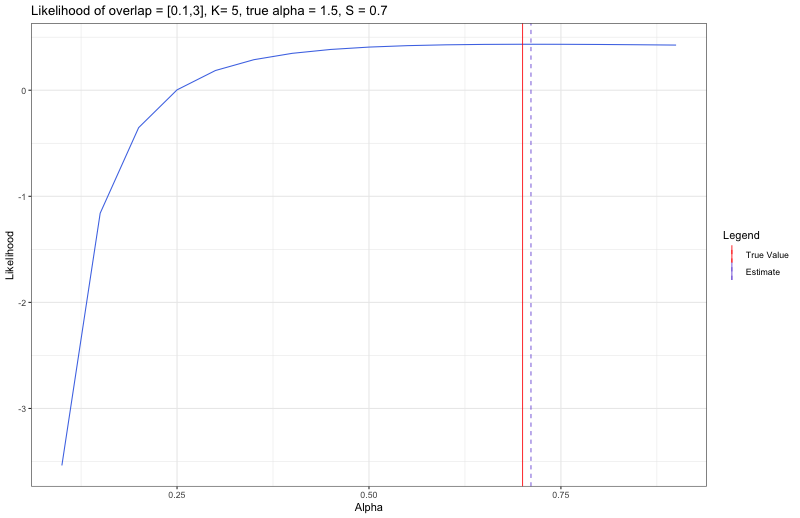 Likelihood of overlap = [0.1,3], K= 5, true alpha = 1.5, S = 0.7
0
-1
-2
-3
Likelihood
0.25 0.50 0.75
Alpha
Legend
True Value
Estimate